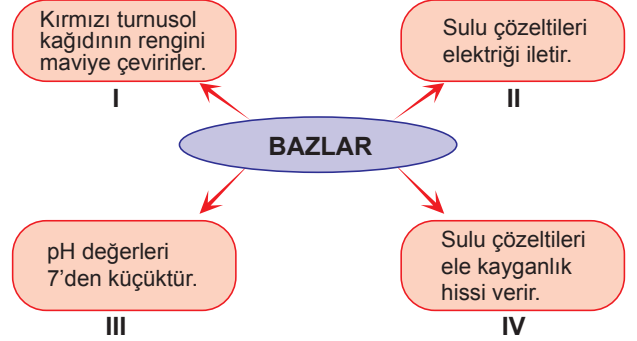 Kırmızı turnusol
kağıdının rengini
maviye çevirirler.
I
Sulu çözeltileri
elektriği iletir.
II
BAZLAR
pH değerleri
7'den küçüktür.
III
Sulu çözeltileri
ele kayganlık
hissi verir.
IV